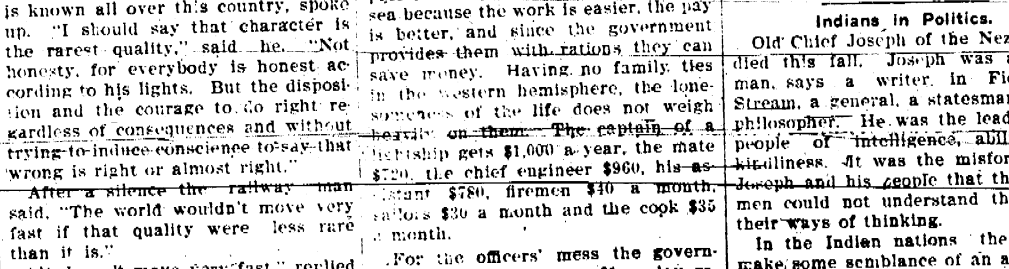 is known all over this country, spoke
up. "I should say that character is
the rarest quality," said he. "Not
honesty, for everybody is honest ac-
cording to his lights. But the disposi-
tion and the courage to do right re-
gardless of consequences and without
trying to induce conscience to say that
wrong is right or almost right."
After a silence the railway man
said, "The world wouldn't move very
fast if that quality were less rare
than it is."
very fast," replied
sea because the work is easier, the pay
is better, and since the government
provides them with rations they can
save money. Having no family ties
in the western hemisphere, the lone-
someness of the life does not weigh
heavily on them. The captain of a
lightship gets $1,000 a year, the mate
$720, the chief engineer $960, his as-
sistant $780, firemen $40 a month,
sailors $30 a month and the cook $35
a month.
For the officers' mess the govern-
Indians in Politics.
Old Chief Joseph of the Nez
died this fall. Joseph was a
man, says a writer in Fie
Stream, a general, a statesman
philosopher. He was the lead
people of intelligence, abil
kindliness. It was the misfor
Joseph and his people that th
men could not understand th
their ways of thinking.
In the Indian nations the
make some semblance of an a